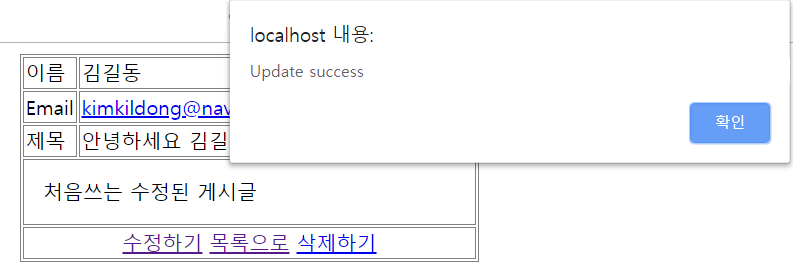 localhost 내용:
Update success
확인
이름 김길동
Email kimkildong@nav
제목 안녕하세요 김길
처음쓰는 수정된 게시글
수정하기 목록으로 삭제하기